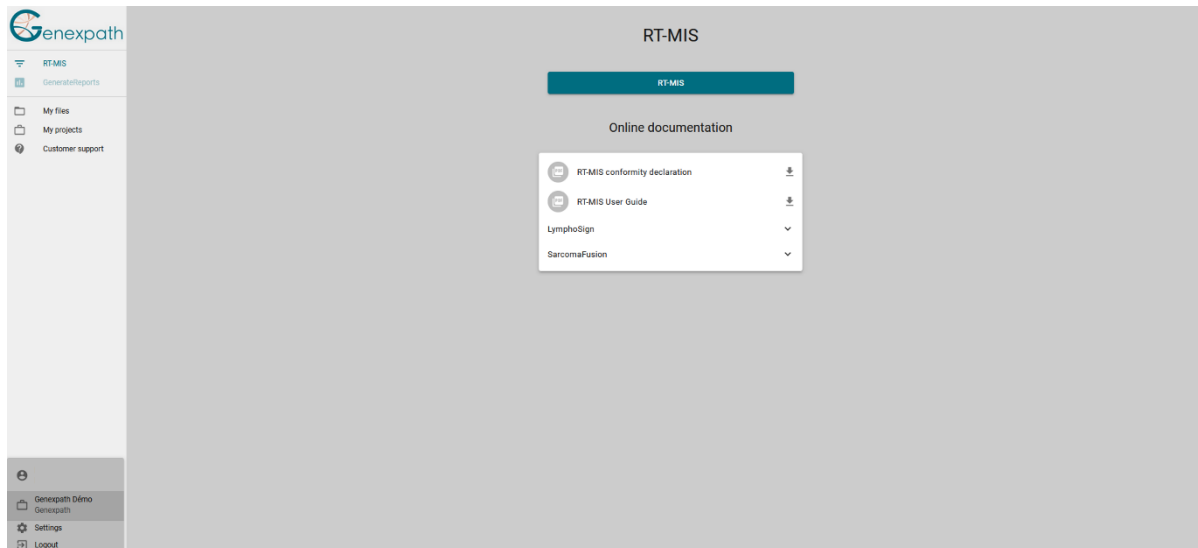 Genexpath
RT-MIS
GenerateReports
My files
My projects
Customer support
Genexpath Démo
Genexpath
Settings
Logout
RT-MIS
RT-MIS
Online documentation
RT-MIS conformity declaration
RT-MIS User Guide
LymphoSign
SarcomaFusion